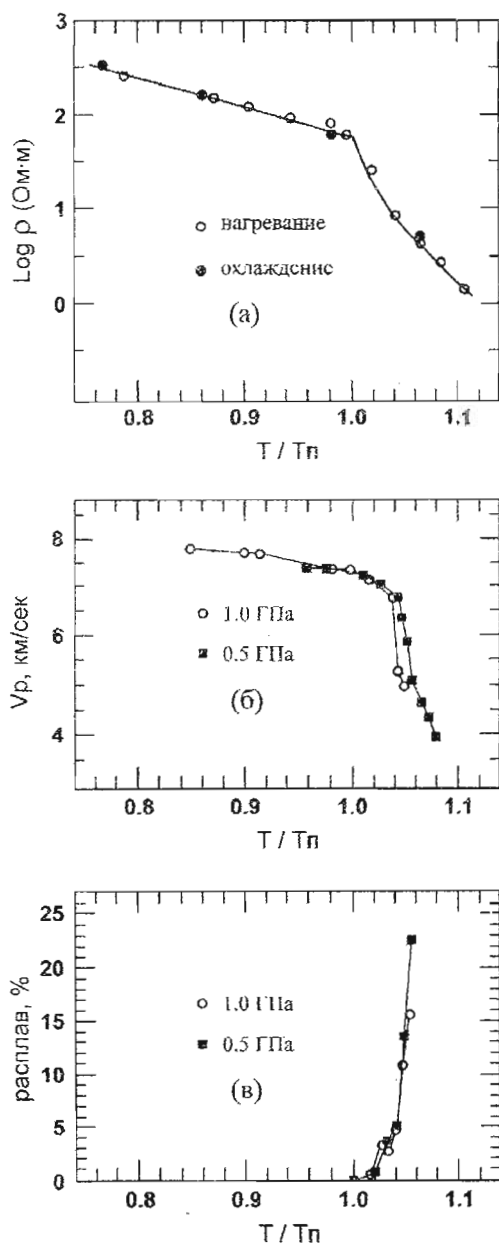 3
2
1
0
Log ρ (Ом·м)
нагревание
охлаждение
(а)
0.8 0.9 1.0 1.1
T / Tп
8
6
4
Vp, км/сек
1.0 ГПа
0.5 ГПа
(б)
0.8 0.9 1.0 1.1
T / Tп
25
20
15
10
5
0
расплав, %
1.0 ГПа
0.5 ГПа
(в)
0.8 0.9 1.0 1.1
T / Tп